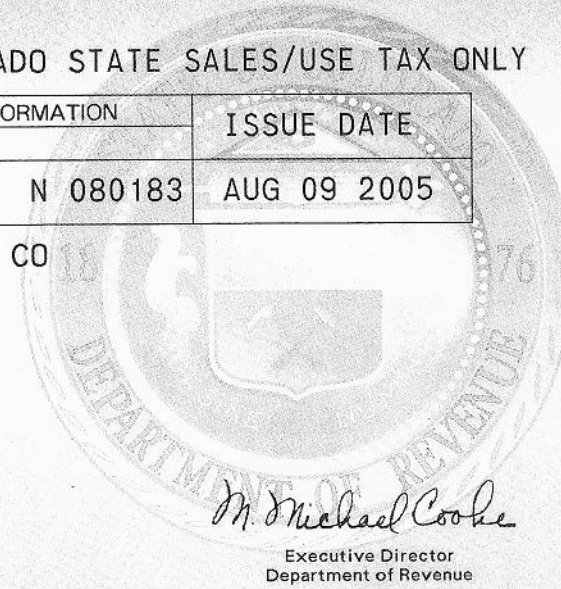 ADO STATE SALES/USE TAX ONLY
ORMATION
ISSUE DATE
N 080183
AUG 09 2005
CO
18 76
DEPARTMENT OF REVENUE
M. Michael Cooke
Executive Director
Department of Revenue